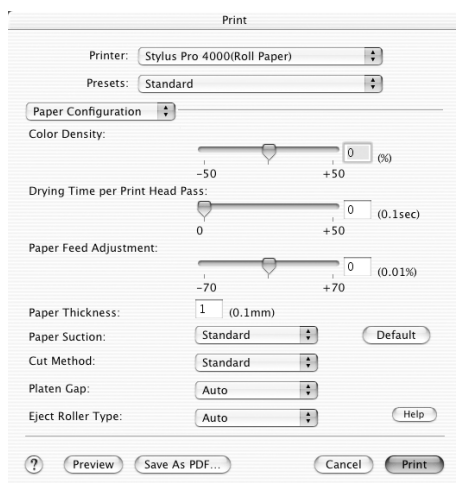 Print
Printer: Stylus Pro 4000(Roll Paper)
Presets: Standard
Paper Configuration
Color Density:
0 (%)
-50 +50
Drying Time per Print Head Pass:
0 (0.1sec)
0 +50
Paper Feed Adjustment:
0 (0.01%)
-70 +70
Paper Thickness: 1 (0.1mm)
Paper Suction: Standard Default
Cut Method: Standard
Platen Gap: Auto
Eject Roller Type: Auto Help
? Preview Save As PDF... Cancel Print